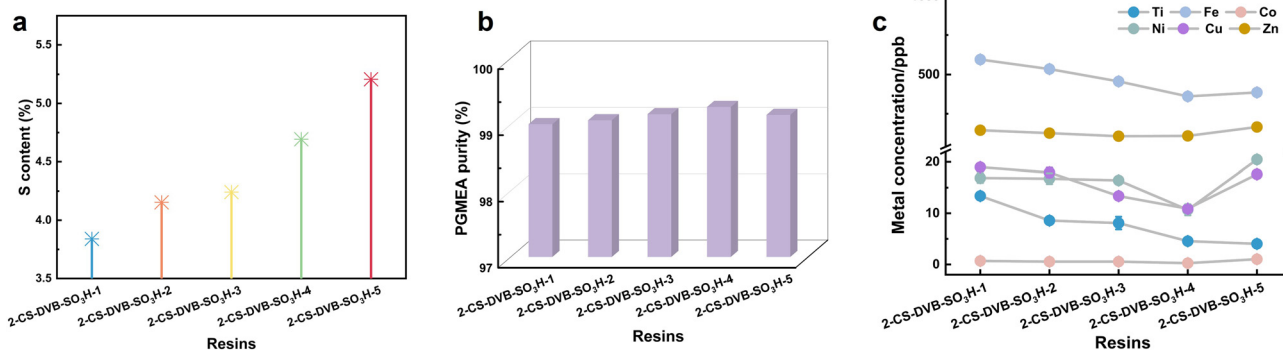 a
5.5
5.0
4.5
4.0
3.5
S content (%)
2-CS-DVB-SO₃H-1
2-CS-DVB-SO₃H-2
2-CS-DVB-SO₃H-3
2-CS-DVB-SO₃H-4
2-CS-DVB-SO₃H-5
Resins
b
100
99
98
97
PGMEA purity (%)
2-CS-DVB-SO₃H-1
2-CS-DVB-SO₃H-2
2-CS-DVB-SO₃H-3
2-CS-DVB-SO₃H-4
2-CS-DVB-SO₃H-5
Resins
c
Ti Fe Co
Ni Cu Zn
500
20
10
0
Metal concentration/ppb
2-CS-DVB-SO₃H-1
2-CS-DVB-SO₃H-2
2-CS-DVB-SO₃H-3
2-CS-DVB-SO₃H-4
2-CS-DVB-SO₃H-5
Resins